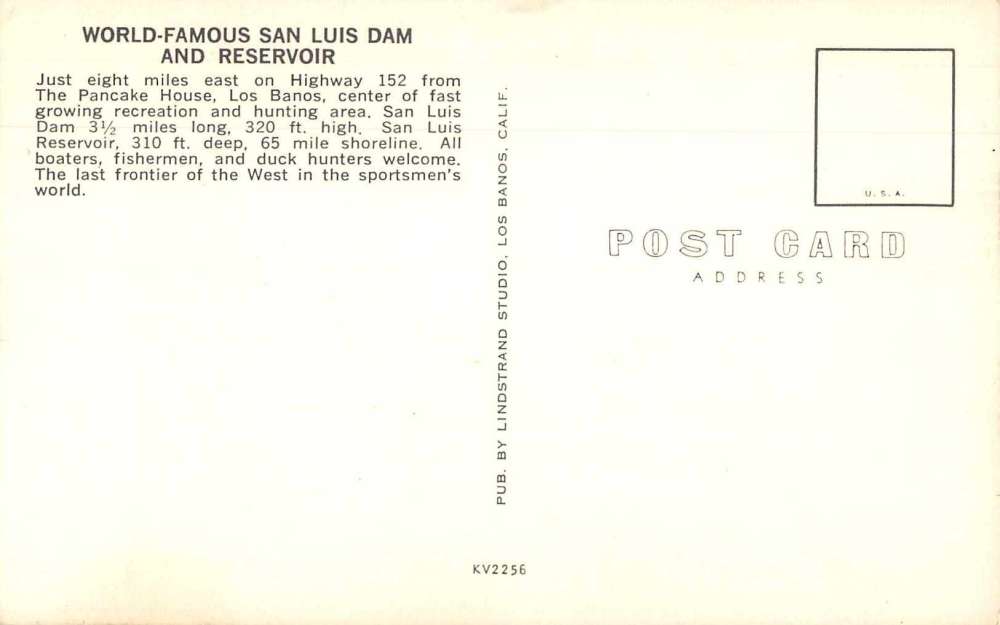 WORLD-FAMOUS SAN LUIS DAM
AND RESERVOIR
Just eight miles east on Highway 152 from
The Pancake House, Los Banos, center of fast
growing recreation and hunting area. San Luis
Dam 3½ miles long, 320 ft. high. San Luis
Reservoir, 310 ft. deep, 65 mile shoreline. All
boaters, fishermen, and duck hunters welcome.
The last frontier of the West in the sportsmen's
world.
PUB. BY LINDSTRAND STUDIO, LOS BANOS, CALIF.
U. S. A.
POST CARD
ADDRESS
KV2256